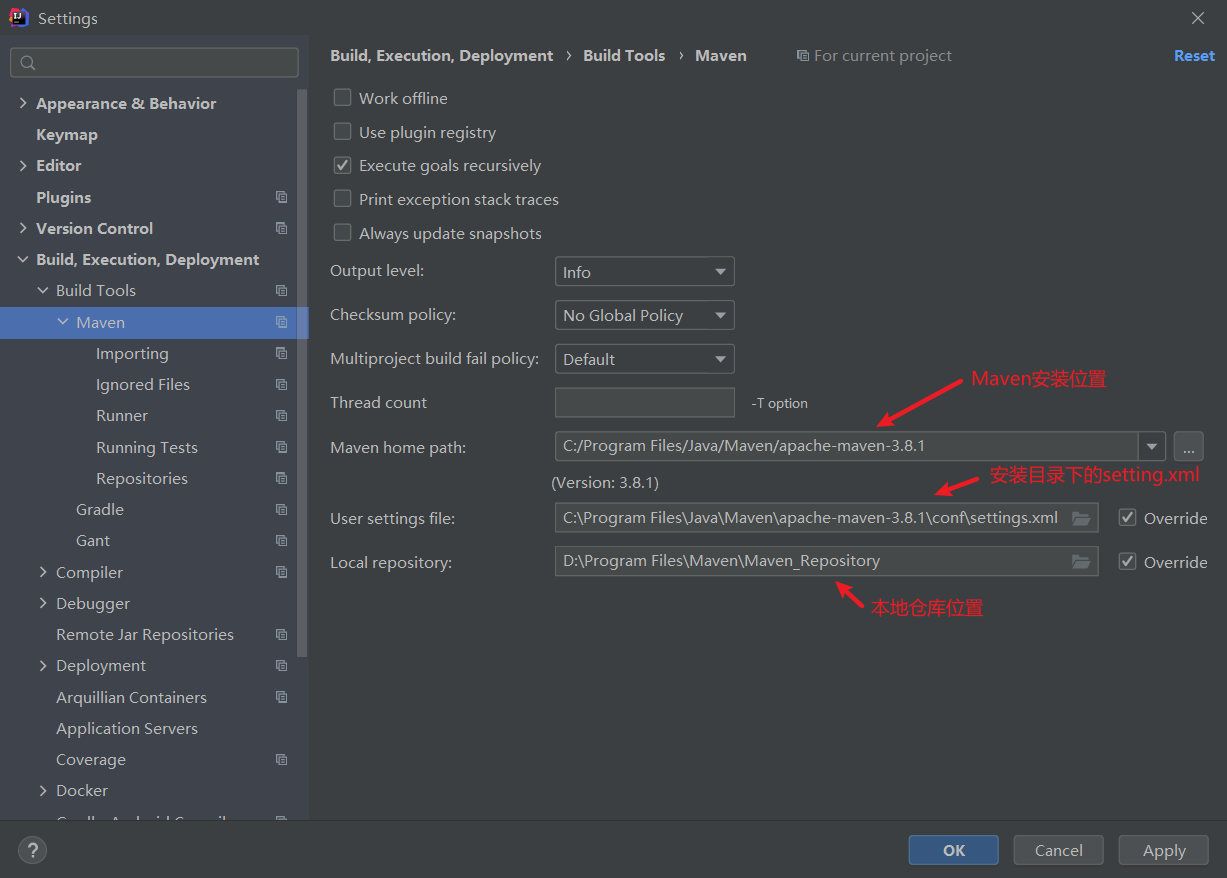 Settings
Build, Execution, Deployment › Build Tools › Maven For current project Reset
Appearance & Behavior
Keymap
Editor
Plugins
Version Control
Build, Execution, Deployment
Build Tools
Maven
Importing
Ignored Files
Runner
Running Tests
Repositories
Gradle
Gant
Compiler
Debugger
Remote Jar Repositories
Deployment
Arquillian Containers
Application Servers
Coverage
Docker
Work offline
Use plugin registry
Execute goals recursively
Print exception stack traces
Always update snapshots
Output level: Info
Checksum policy: No Global Policy
Multiproject build fail policy: Default
Thread count -T option
Maven安装位置
Maven home path: C:/Program Files/Java/Maven/apache-maven-3.8.1 ...
(Version: 3.8.1)
安装目录下的setting.xml
User settings file: C:\Program Files\Java\Maven\apache-maven-3.8.1\conf\settings.xml Override
Local repository: D:\Program Files\Maven\Maven_Repository Override
本地仓库位置
? OK Cancel Apply